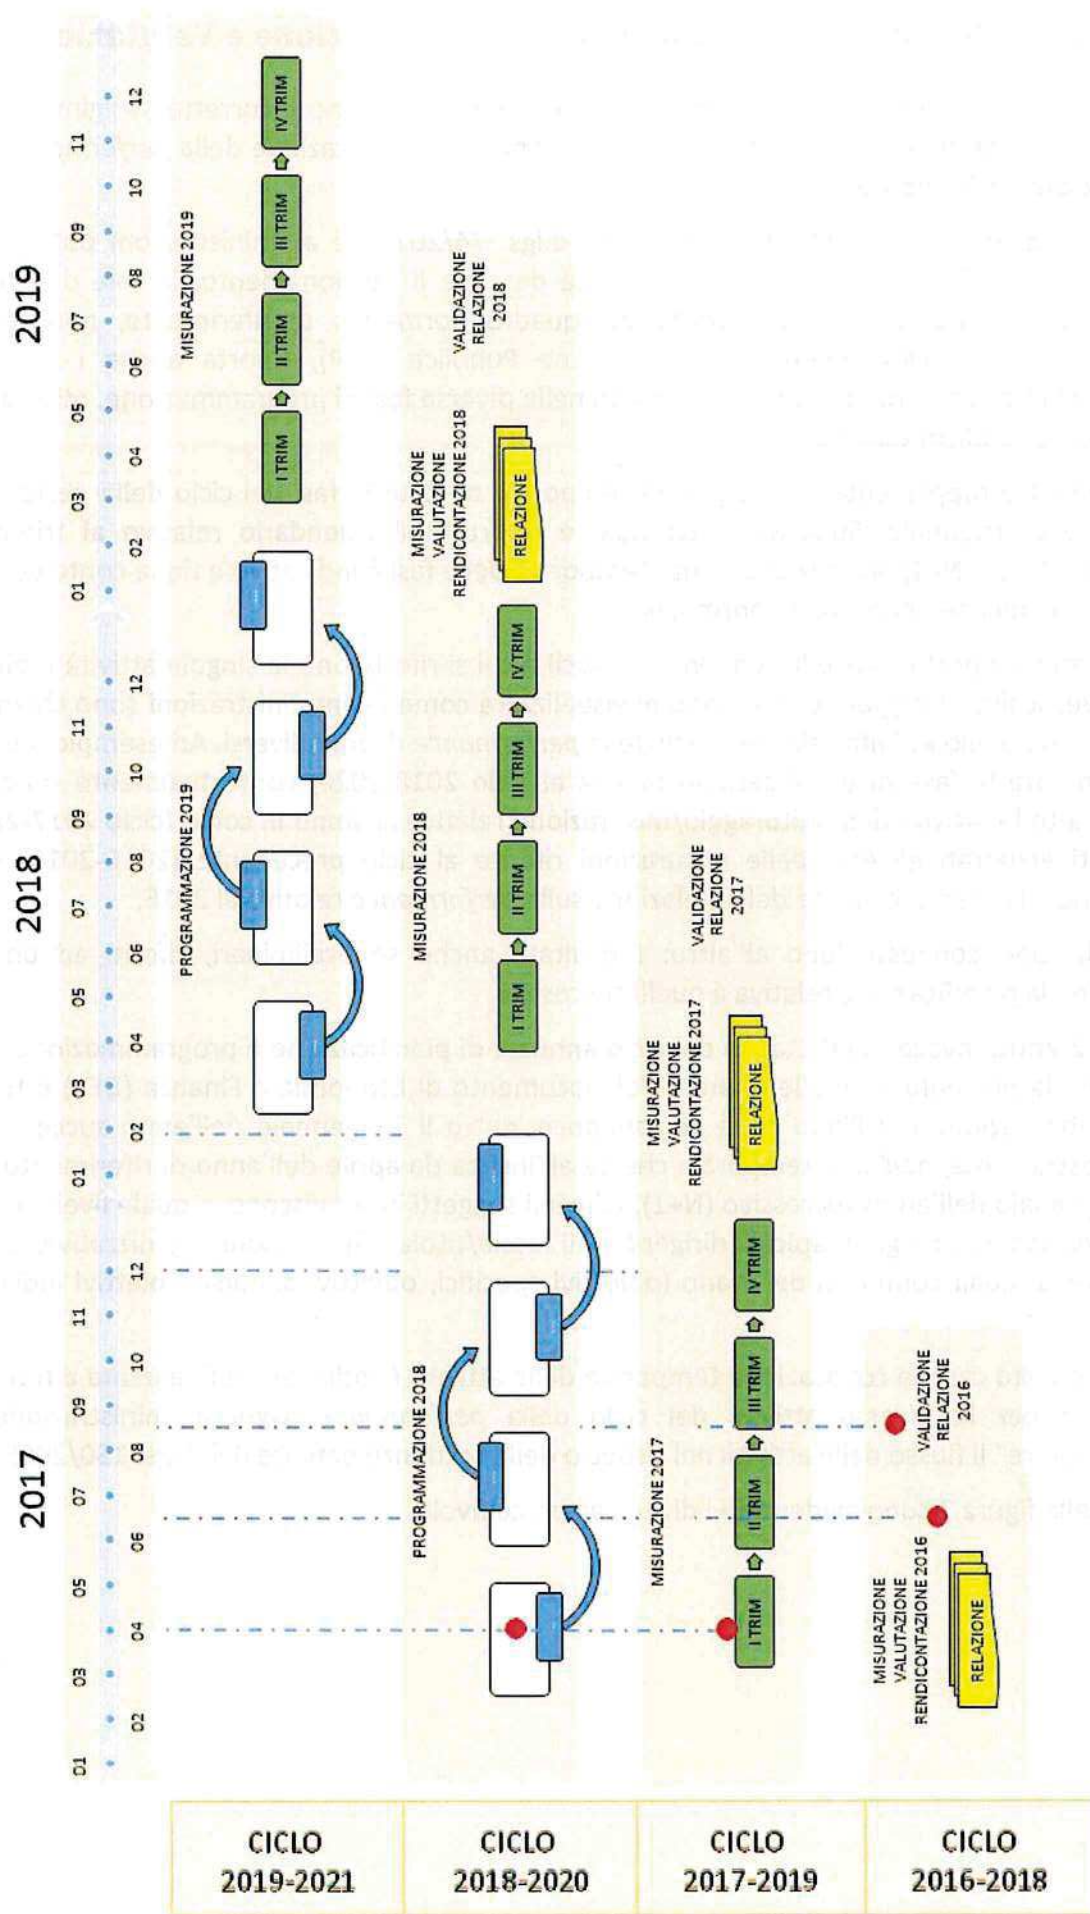 2017 2018 2019
01 02 03 04 05 06 07 08 09 10 11 12 01 02 03 04 05 06 07 08 09 10 11 12 01 02 03 04 05 06 07 08 09 10 11 12
CICLO
2019-2021
PROGRAMMAZIONE 2019
MISURAZIONE 2019
I TRIM
II TRIM
III TRIM
IV TRIM
CICLO
2018-2020
PROGRAMMAZIONE 2018
MISURAZIONE 2018
I TRIM
II TRIM
III TRIM
IV TRIM
MISURAZIONE
VALUTAZIONE
RENDICONTAZIONE 2018
RELAZIONE
VALIDAZIONE
RELAZIONE
2018
CICLO
2017-2019
MISURAZIONE 2017
I TRIM
II TRIM
III TRIM
IV TRIM
MISURAZIONE
VALUTAZIONE
RENDICONTAZIONE 2017
RELAZIONE
VALIDAZIONE
RELAZIONE
2017
CICLO
2016-2018
MISURAZIONE
VALUTAZIONE
RENDICONTAZIONE 2016
RELAZIONE
VALIDAZIONE
RELAZIONE
2016